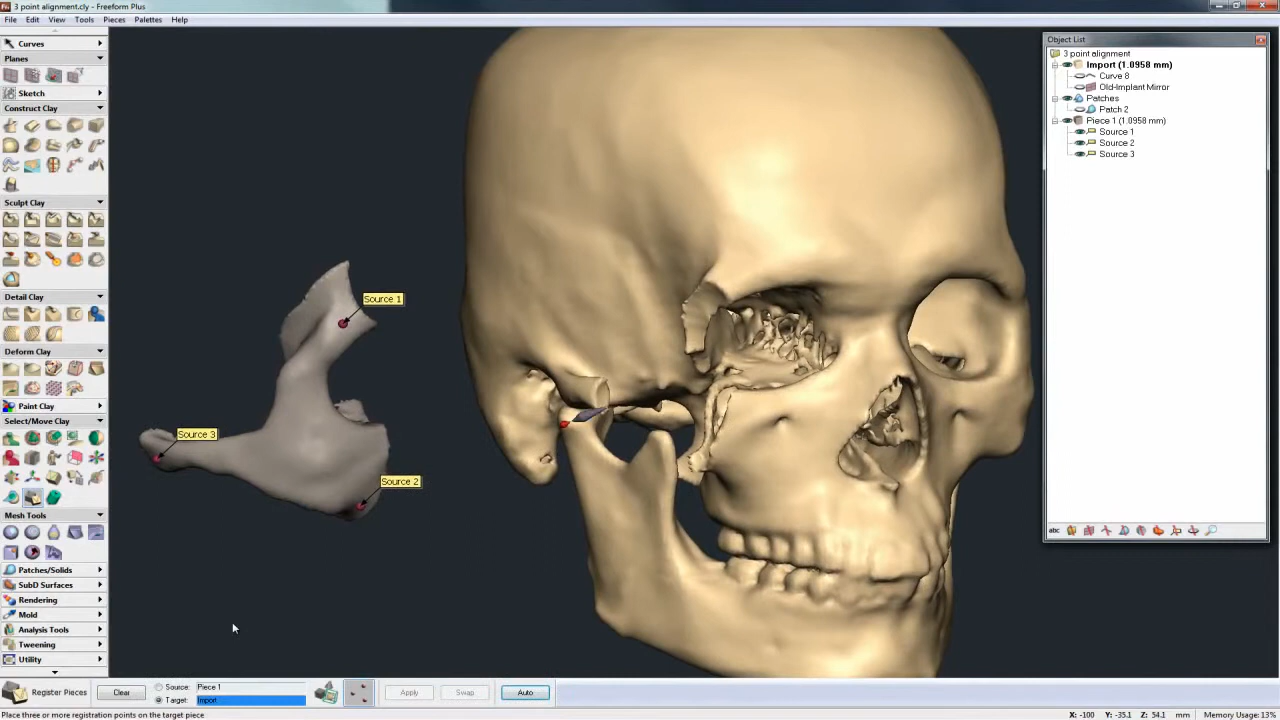 3 point alignment.cly - Freeform Plus
File Edit View Tools Pieces Palettes Help
Curves
Planes
Sketch
Construct Clay
Sculpt Clay
Detail Clay
Deform Clay
Paint Clay
Select/Move Clay
Mesh Tools
Patches/Solids
SubD Surfaces
Rendering
Mold
Analysis Tools
Tweening
Utility
Source 1
Source 3
Source 2
Object List
3 point alignment
Import (1.0958 mm)
Curve 8
Old-Implant Mirror
Patches
Patch 2
Piece 1 (1.0958 mm)
Source 1
Source 2
Source 3
abc
Register Pieces Clear Source: Piece 1 Apply Swap Auto
Target: Import
Place three or more registration points on the target piece X: -100 Y: -35.1 Z: 54.1 mm Memory Usage: 13%